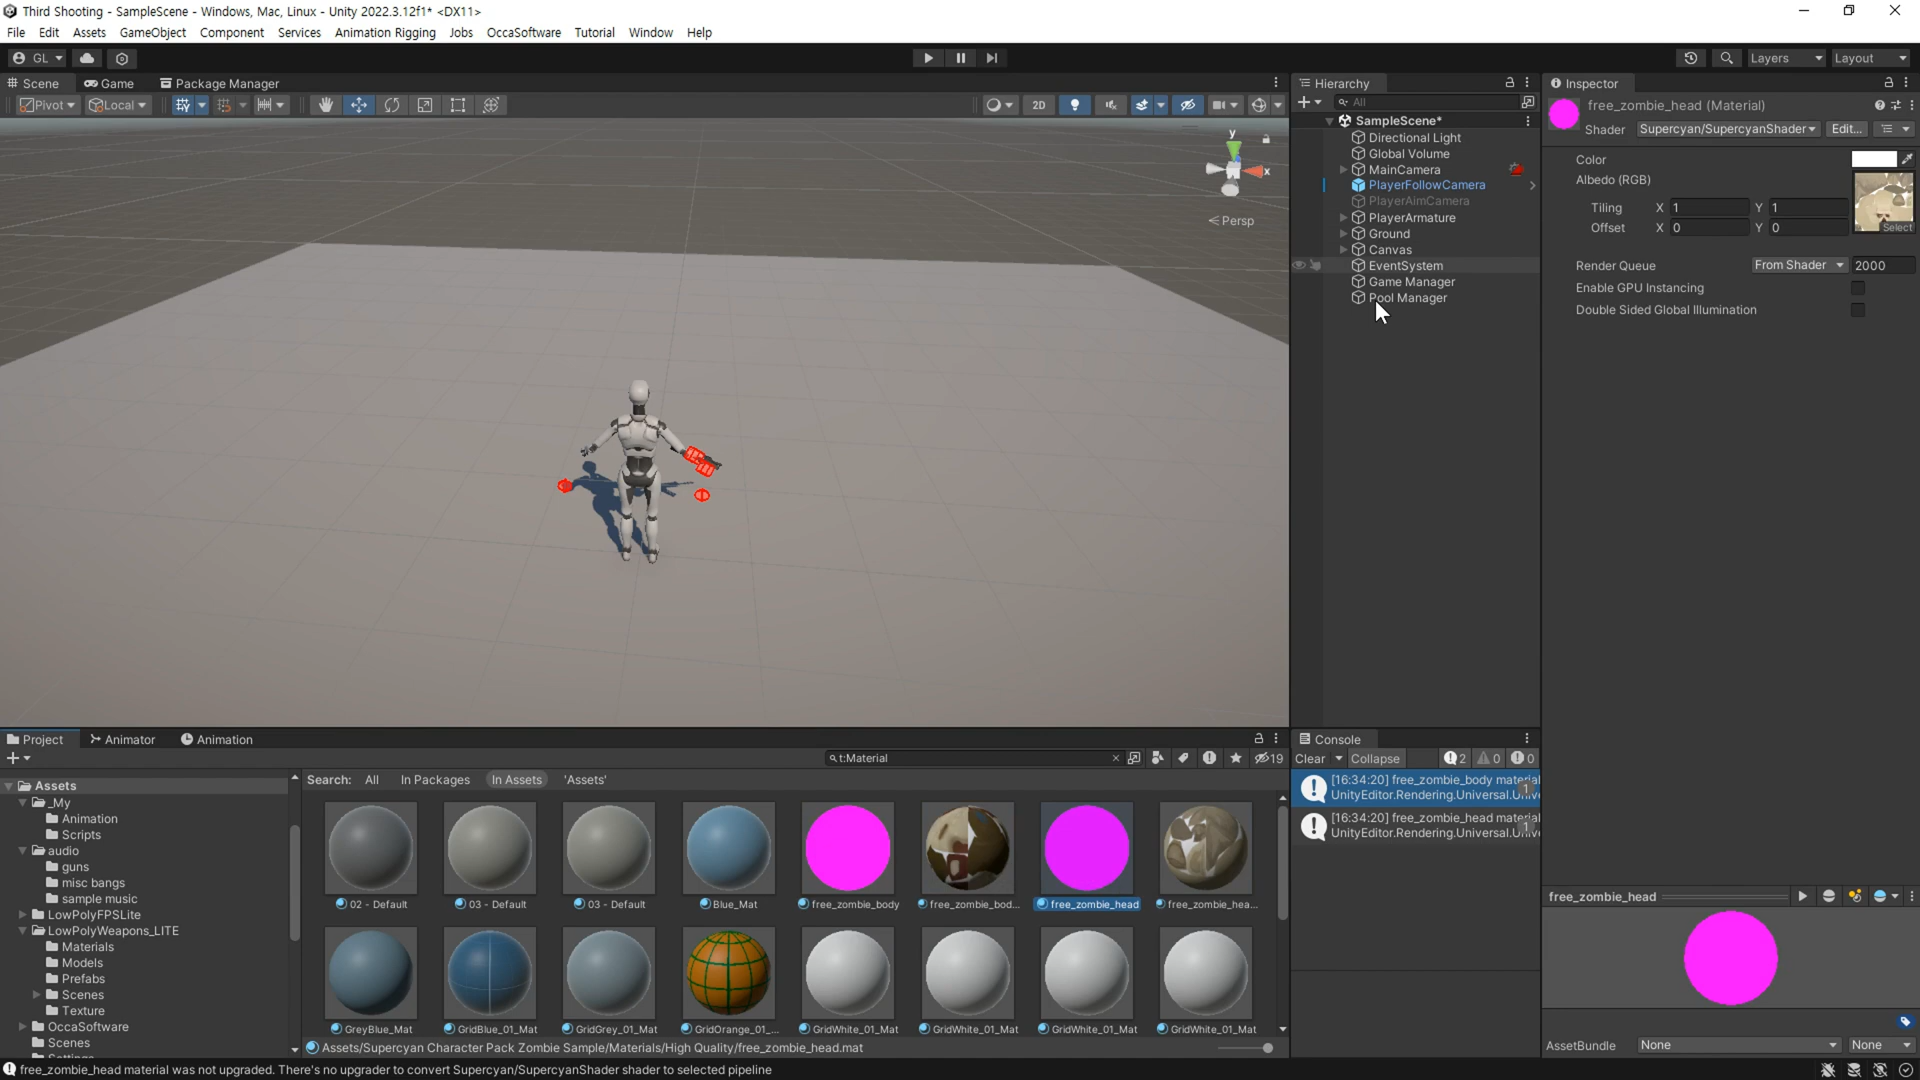 Third Shooting - SampleScene - Windows, Mac, Linux - Unity 2022.3.12f1* <DX11>
File Edit Assets GameObject Component Services Animation Rigging Jobs OccaSoftware Tutorial Window Help
GL Layers Layout
Scene Game Package Manager
Pivot Local 2D
y
x
Persp
Hierarchy
All
SampleScene*
Directional Light
Global Volume
MainCamera
PlayerFollowCamera
PlayerAimCamera
PlayerArmature
Ground
Canvas
EventSystem
Game Manager
Pool Manager
Inspector
free_zombie_head (Material)
Shader Supercyan/SupercyanShader Edit...
Color
Albedo (RGB)
Tiling X 1 Y 1
Offset X 0 Y 0
Select
Render Queue From Shader 2000
Enable GPU Instancing
Double Sided Global Illumination
Project Animator Animation
t:Material
19
Assets
_My
Animation
Scripts
audio
guns
misc bangs
sample music
LowPolyFPSLite
LowPolyWeapons_LITE
Materials
Models
Prefabs
Scenes
Texture
OccaSoftware
Scenes
Search: All In Packages In Assets 'Assets'
02 - Default 03 - Default 03 - Default Blue_Mat free_zombie_body free_zombie_bod... free_zombie_head free_zombie_hea...
GreyBlue_Mat GridBlue_01_Mat GridGrey_01_Mat GridOrange_01_... GridWhite_01_Mat GridWhite_01_Mat GridWhite_01_Mat GridWhite_01_Mat
Assets/Supercyan Character Pack Zombie Sample/Materials/High Quality/free_zombie_head.mat
Console
Clear Collapse 2 0 0
[16:34:20] free_zombie_body material
UnityEditor.Rendering.Universal.Univ
1
[16:34:20] free_zombie_head material
UnityEditor.Rendering.Universal.Univ
1
free_zombie_head
AssetBundle None None
free_zombie_head material was not upgraded. There's no upgrader to convert Supercyan/SupercyanShader shader to selected pipeline